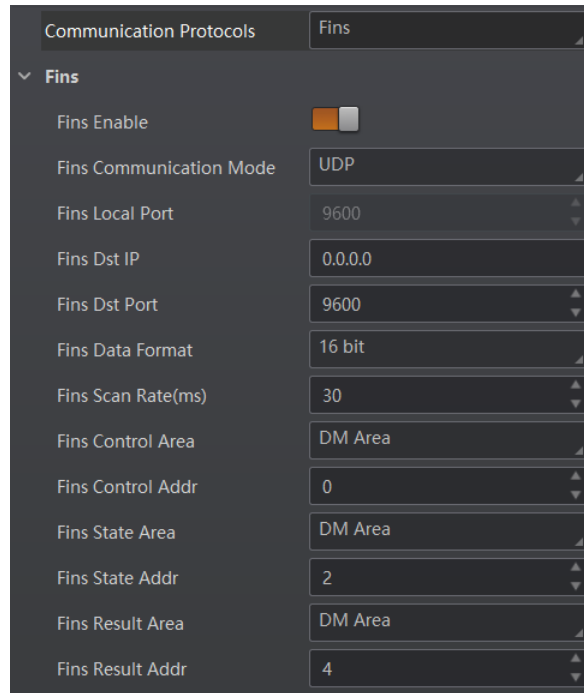 Communication Protocols Fins
Fins
Fins Enable
Fins Communication Mode UDP
Fins Local Port 9600
Fins Dst IP 0.0.0.0
Fins Dst Port 9600
Fins Data Format 16 bit
Fins Scan Rate(ms) 30
Fins Control Area DM Area
Fins Control Addr 0
Fins State Area DM Area
Fins State Addr 2
Fins Result Area DM Area
Fins Result Addr 4